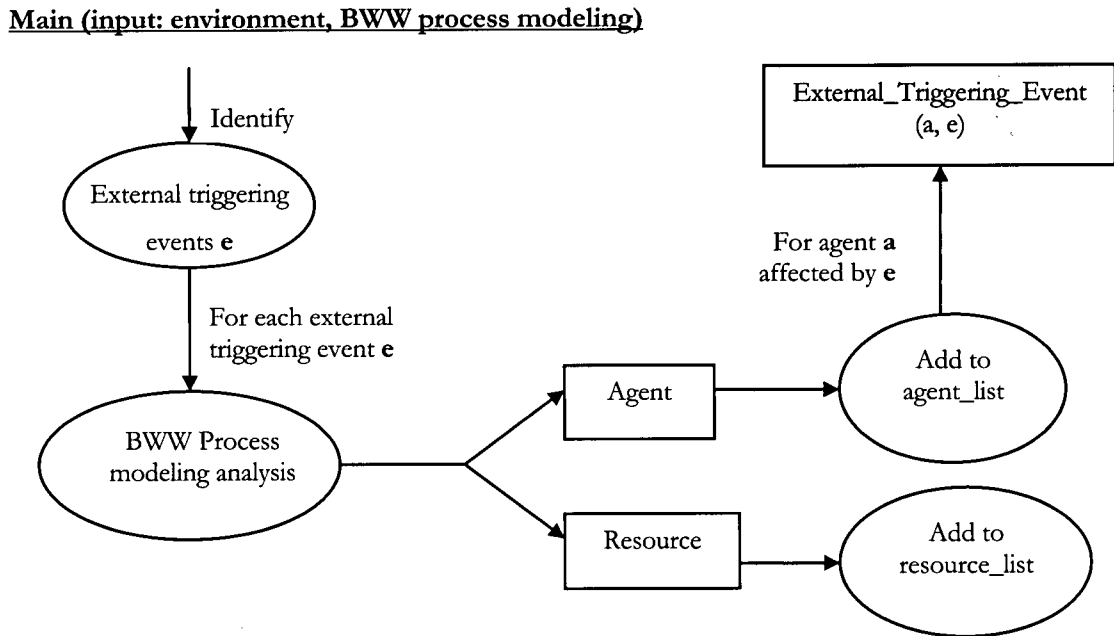 Main (input: environment, BWW process modeling)
Identify
External triggering
events e
For each external
triggering event e
BWW Process
modeling analysis
Agent
Resource
Add to
agent_list
Add to
resource_list
For agent a
affected by e
External_Triggering_Event
(a, e)